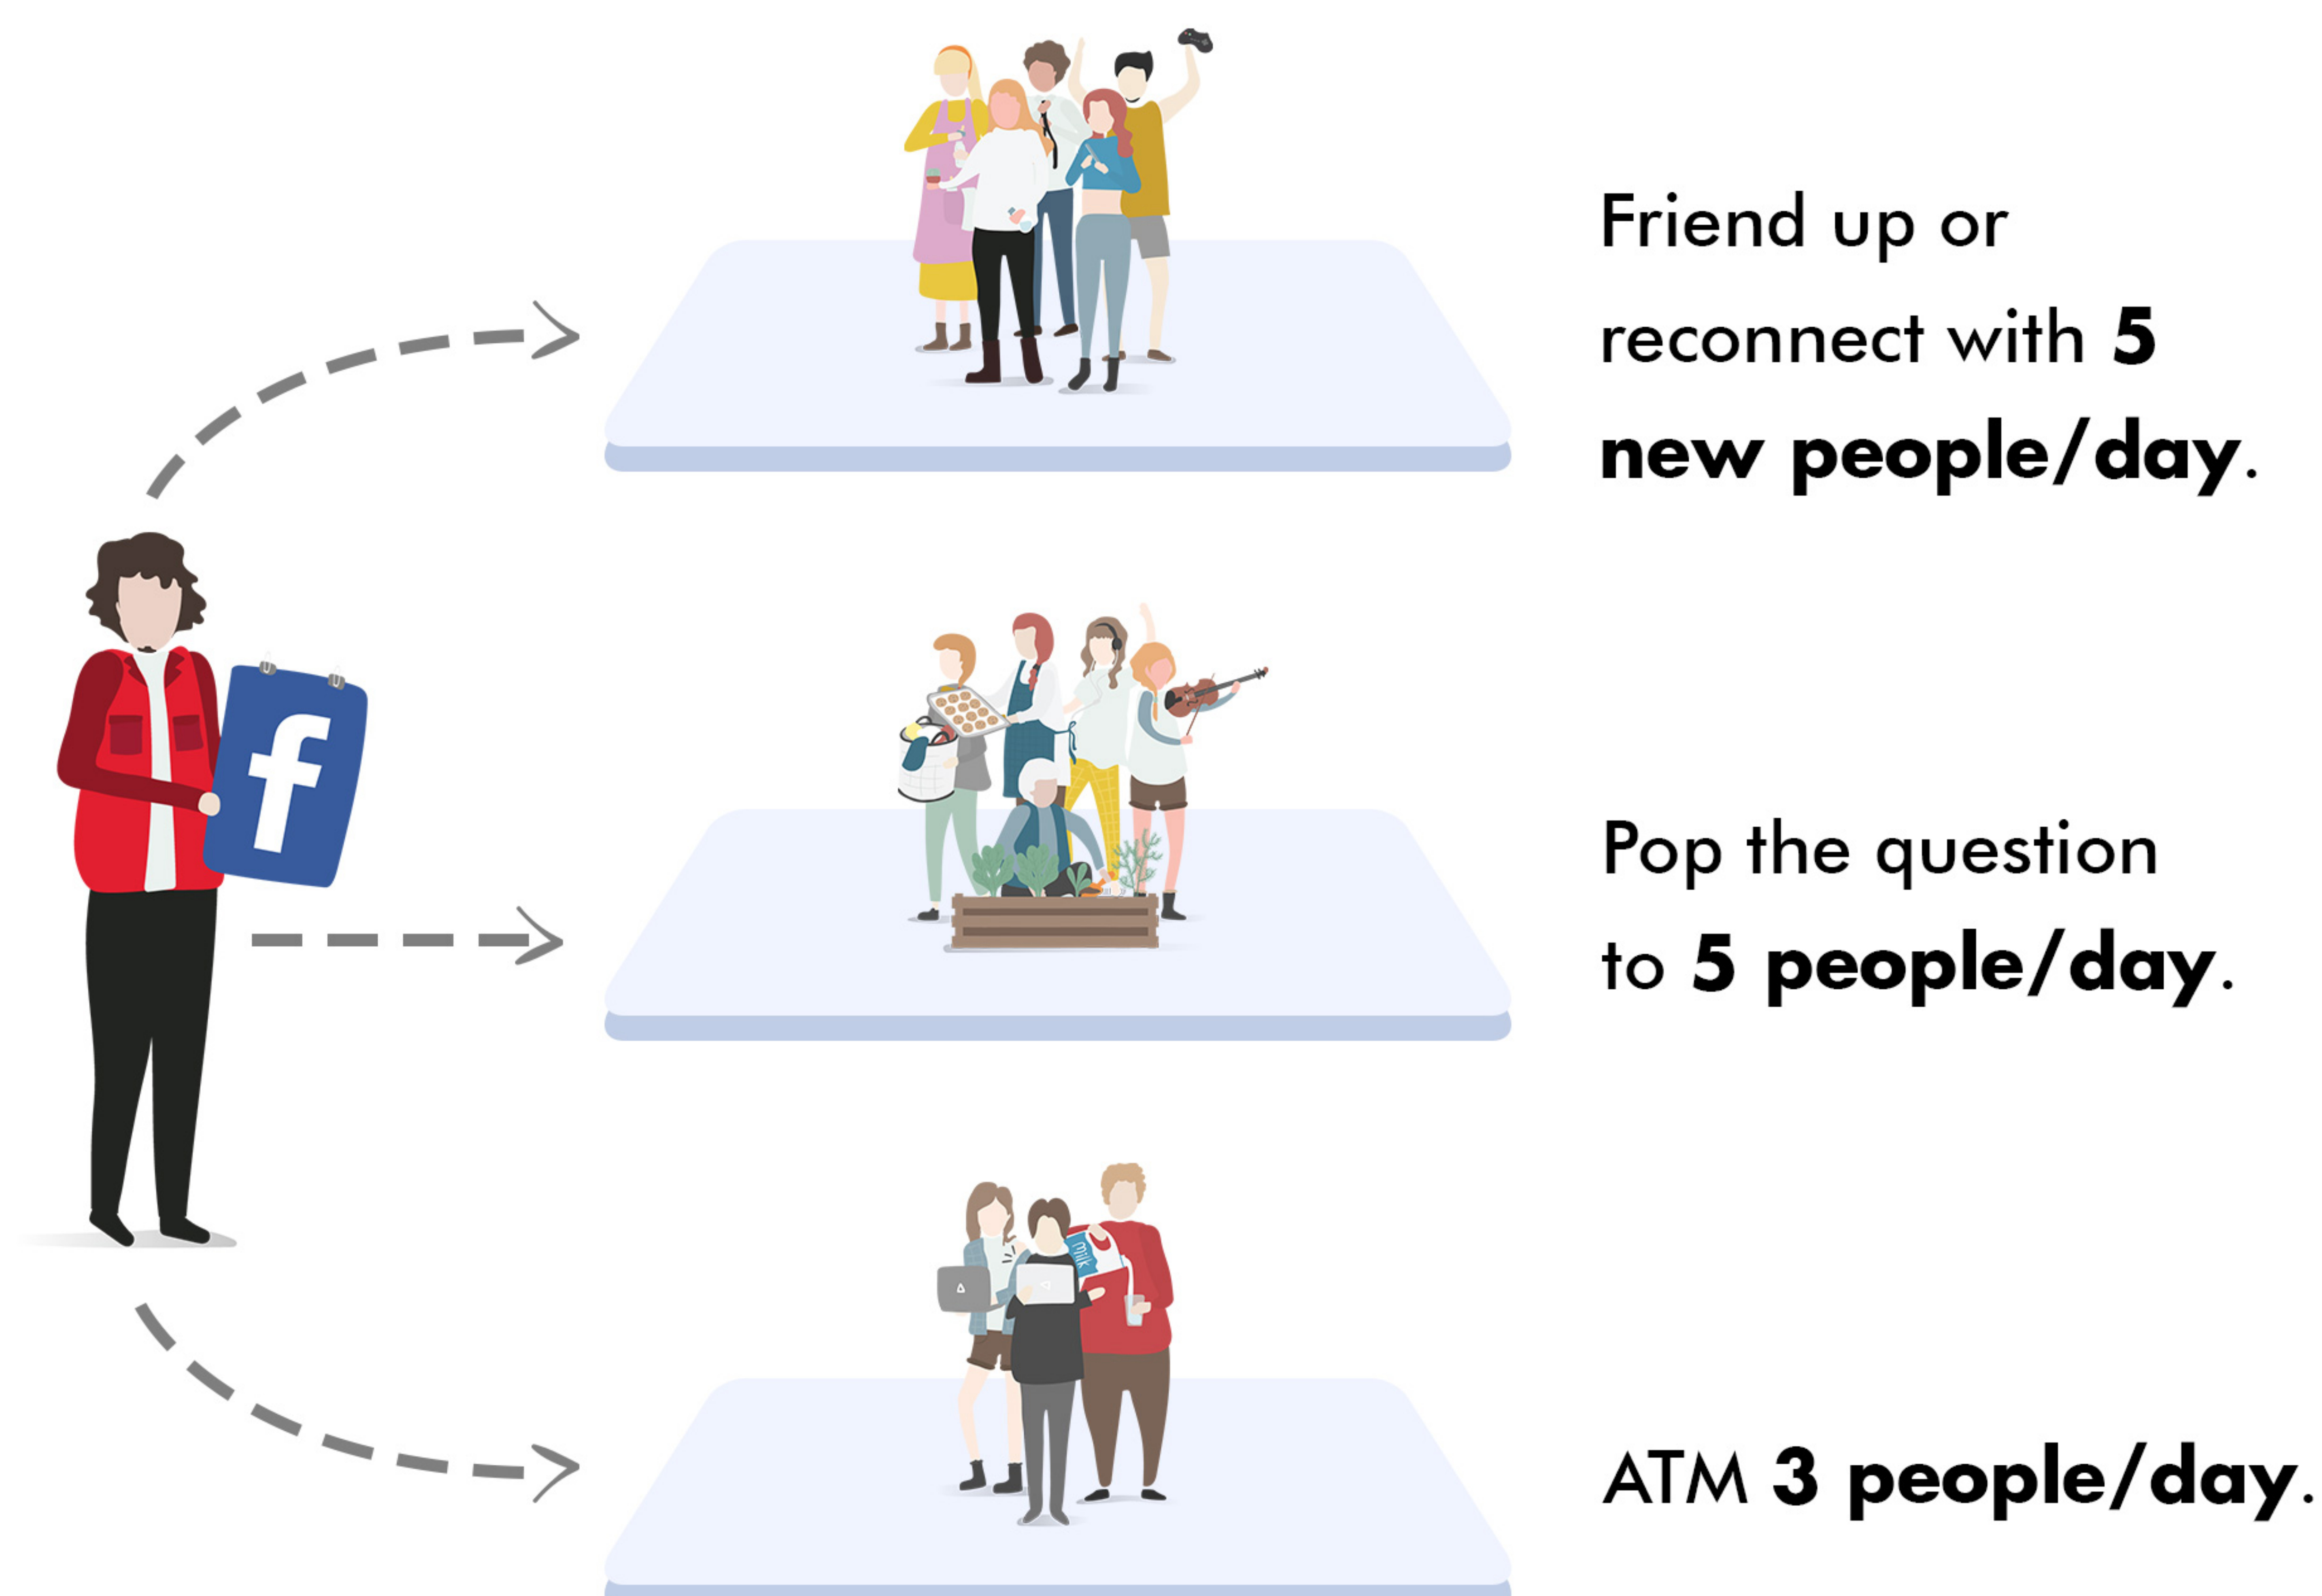 Friend up or
reconnect with 5
new people/day.
f
Pop the question
to 5 people/day.
milk
ATM 3 people/day.